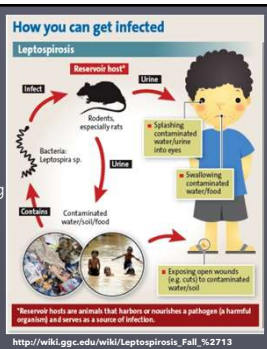 How you can get infected
Leptospirosis
Reservoir host*
Infect
Urine
Rodents,
especially rats
Splashing
contaminated
water/urine
into eyes
Bacteria:
Leptospira sp.
Urine
Swallowing
contaminated
water/food
g
Contains
Contaminated
water/soil/food
Exposing open wounds
(e.g. cuts) to contaminated
water/soil
*Reservoir hosts are animals that harbors or nourishes a pathogen (a harmful
organism) and serves as a source of infection.
http://wiki.ggc.edu/wiki/Leptospirosis_Fall_%2713